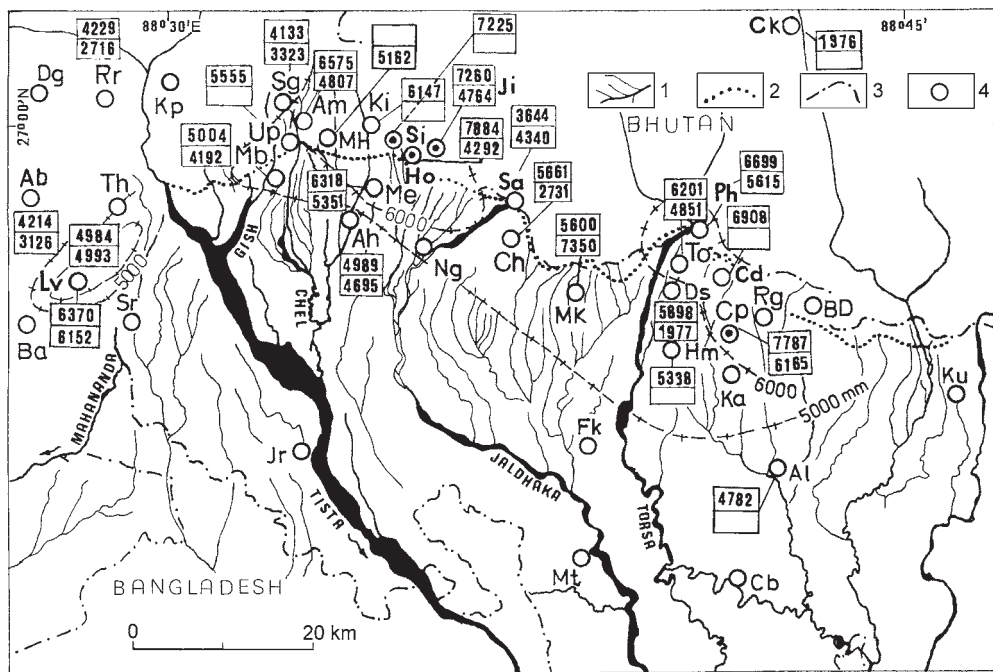 88°30'E
88°45'
27°00'N
4229
2716
4133
3323
5162
7225
1976
Ck
Dg
Rr
Kp
5555
Sg
6575
4807
Am
Ki
6147
7260
4764
Ji
1
2
3
4
BHUTAN
5004
4192
Up
Mb
MH
Si
Ho
7884
4292
3644
4340
Ab
Th
4214
3126
4984
4993
5000
6318
5351
Me
6000
Sa
5661
2731
6201
4851
Ph
6699
5615
6908
GISH
Ah
Ng
Ch
5600
7350
To
Cd
Lv
Sr
6370
6152
Ba
CHEL
4989
4695
MK
Ds
5898
1977
Cp
Rg
BD
Hm
7787
6165
5338
Ka
6000
5000 mm
Ku
MAHANANDA
Jr
TISTA
Fk
JALDHAKA
TORSA
Al
4782
Mt
Cb
BANGLADESH
0
20 km